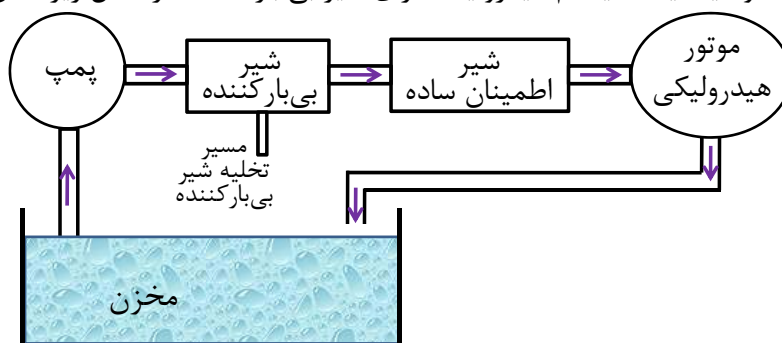 پمپ
شیر
بی‌بارکننده
شیر
اطمینان ساده
موتور
هیدرولیکی
مسیر
تخلیه شیر
بی‌بارکننده
مخزن